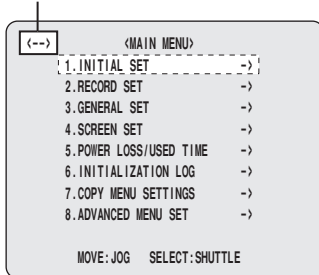 <--> <MAIN MENU>
1.INITIAL SET ->
2.RECORD SET ->
3.GENERAL SET ->
4.SCREEN SET ->
5.POWER LOSS/USED TIME ->
6.INITIALIZATION LOG ->
7.COPY MENU SETTINGS ->
8.ADVANCED MENU SET ->
MOVE:JOG SELECT:SHUTTLE